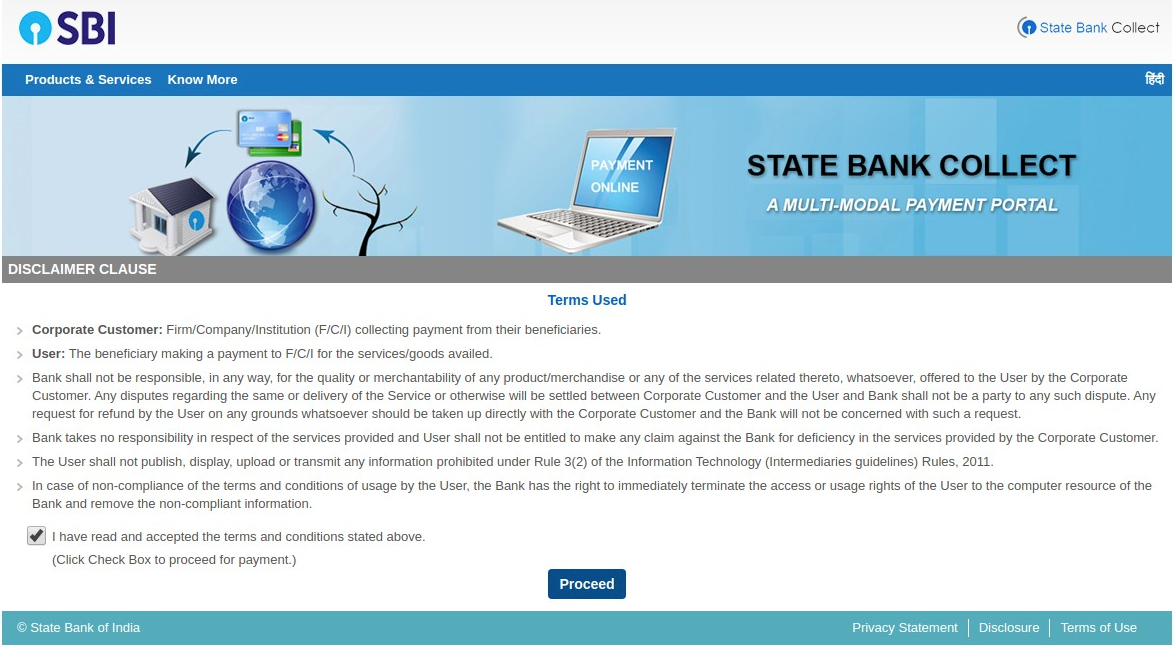 SBI
State Bank Collect
Products & Services
Know More
हिंदी
PAYMENT
ONLINE
STATE BANK COLLECT
A MULTI-MODAL PAYMENT PORTAL
DISCLAIMER CLAUSE
Terms Used
Corporate Customer: Firm/Company/Institution (F/C/I) collecting payment from their beneficiaries.
User: The beneficiary making a payment to F/C/I for the services/goods availed.
Bank shall not be responsible, in any way, for the quality or merchantability of any product/merchandise or any of the services related thereto, whatsoever, offered to the User by the Corporate
Customer. Any disputes regarding the same or delivery of the Service or otherwise will be settled between Corporate Customer and the User and Bank shall not be a party to any such dispute. Any
request for refund by the User on any grounds whatsoever should be taken up directly with the Corporate Customer and the Bank will not be concerned with such a request.
Bank takes no responsibility in respect of the services provided and User shall not be entitled to make any claim against the Bank for deficiency in the services provided by the Corporate Customer.
The User shall not publish, display, upload or transmit any information prohibited under Rule 3(2) of the Information Technology (Intermediaries guidelines) Rules, 2011.
In case of non-compliance of the terms and conditions of usage by the User, the Bank has the right to immediately terminate the access or usage rights of the User to the computer resource of the
Bank and remove the non-compliant information.
I have read and accepted the terms and conditions stated above.
(Click Check Box to proceed for payment.)
Proceed
© State Bank of India
Privacy Statement
Disclosure
Terms of Use